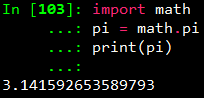 In [103]: import math
...: pi = math.pi
...: print(pi)
...:
3.141592653589793